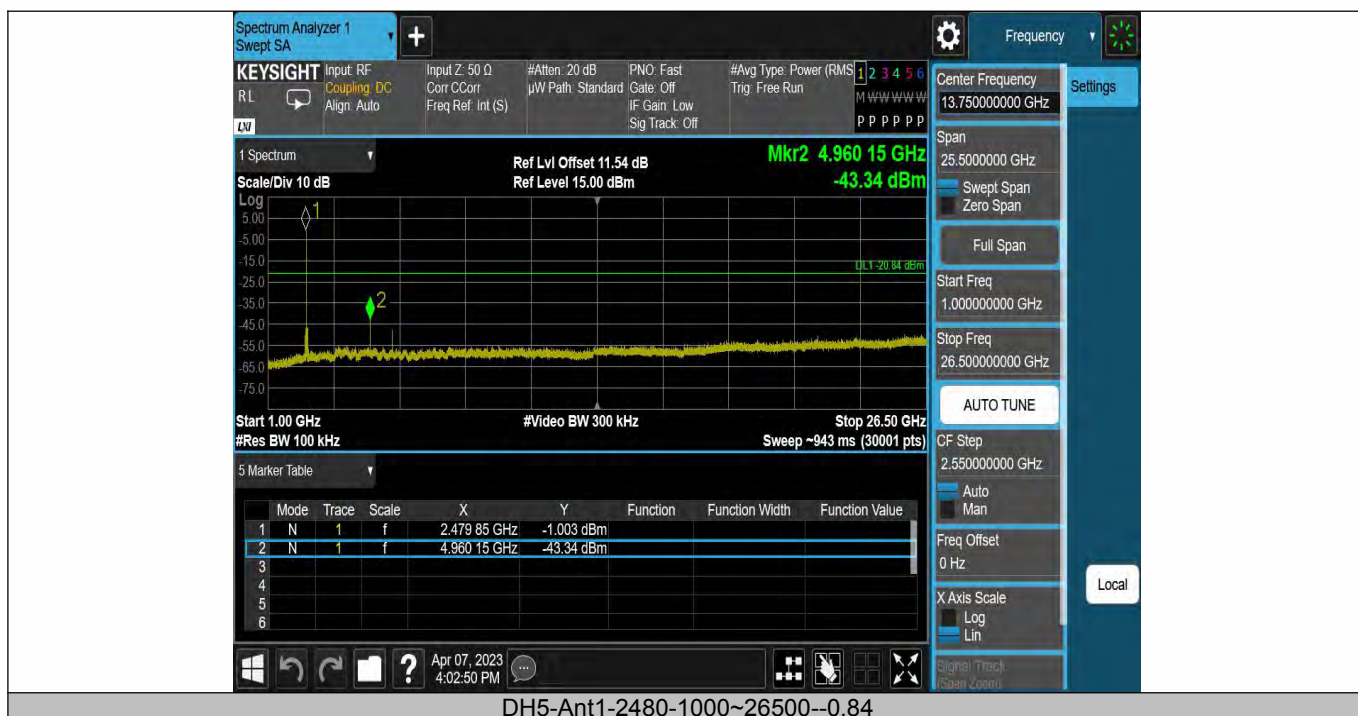 Spectrum Analyzer 1
Swept SA
Frequency
KEYSIGHT
Input: RF
Coupling: DC
Align: Auto
Input Z: 50 Ω
Corr CCorr
Freq Ref: Int (S)
#Atten: 20 dB
µW Path: Standard
PNO: Fast
Gate: Off
IF Gain: Low
Sig Track: Off
#Avg Type: Power (RMS
Trig: Free Run
1 2 3 4 5 6
M W W W W W
P P P P P P
R L
LXI
1 Spectrum
Scale/Div 10 dB
Ref Lvl Offset 11.54 dB
Ref Level 15.00 dBm
Mkr2 4.960 15 GHz
-43.34 dBm
Log
5.00
-5.00
-15.0
-25.0
-35.0
-45.0
-55.0
-65.0
-75.0
1
2
DL1 -20.84 dBm
Start 1.00 GHz
#Video BW 300 kHz
Stop 26.50 GHz
#Res BW 100 kHz
Sweep ~943 ms (30001 pts)
5 Marker Table
Mode Trace Scale X Y Function Function Width Function Value
1 N 1 f 2.479 85 GHz -1.003 dBm
2 N 1 f 4.960 15 GHz -43.34 dBm
3
4
5
6
Apr 07, 2023
4:02:50 PM
Center Frequency
13.750000000 GHz
Settings
Span
25.5000000 GHz
Swept Span
Zero Span
Full Span
Start Freq
1.000000000 GHz
Stop Freq
26.500000000 GHz
AUTO TUNE
CF Step
2.550000000 GHz
Auto
Man
Freq Offset
0 Hz
X Axis Scale
Log
Lin
Signal Track
(Span Zoom)
Local
DH5-Ant1-2480-1000~26500--0.84